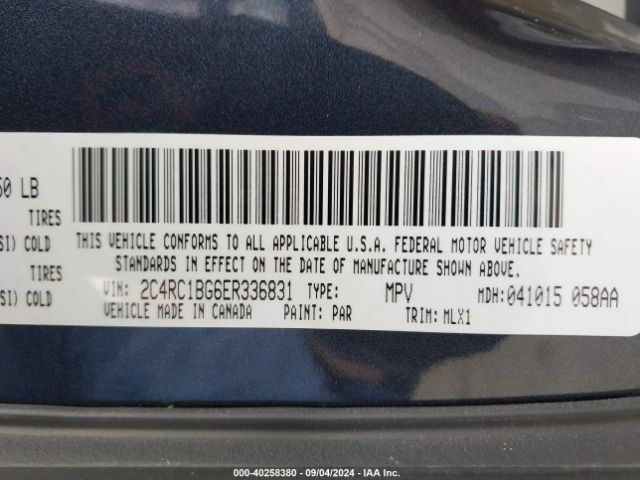 50 LB
TIRES
SI) COLD
TIRES
SI) COLD
THIS VEHICLE CONFORMS TO ALL APPLICABLE U.S.A. FEDERAL MOTOR VEHICLE SAFETY
STANDARDS IN EFFECT ON THE DATE OF MANUFACTURE SHOWN ABOVE.
VIN: 2C4RC1BG6ER336831 TYPE: MPV MDH:041015 058AA
VEHICLE MADE IN CANADA PAINT: PAR TRIM: MLX1
000-40258380 - 09/04/2024 - IAA Inc.